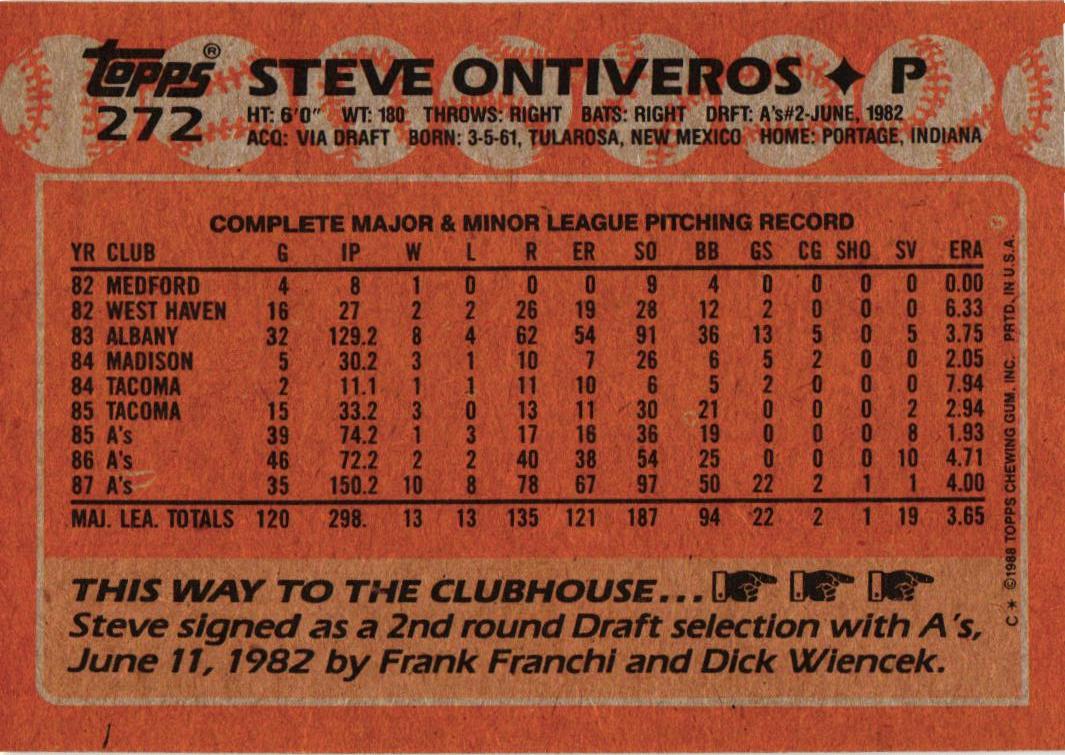 Topps®
272
STEVE ONTIVEROS ✦ P
HT: 6'0" WT: 180 THROWS: RIGHT BATS: RIGHT DRFT: A's#2-JUNE, 1982
ACQ: VIA DRAFT BORN: 3-5-61, TULAROSA, NEW MEXICO HOME: PORTAGE, INDIANA
COMPLETE MAJOR & MINOR LEAGUE PITCHING RECORD
YR CLUB G IP W L R ER SO BB GS CG SHO SV ERA
82 MEDFORD 4 8 1 0 0 0 9 4 0 0 0 0 0.00
82 WEST HAVEN 16 27 2 2 26 19 28 12 2 0 0 0 6.33
83 ALBANY 32 129.2 8 4 62 54 91 36 13 5 0 5 3.75
84 MADISON 5 30.2 3 1 10 7 26 6 5 2 0 0 2.05
84 TACOMA 2 11.1 1 1 11 10 6 5 2 0 0 0 7.94
85 TACOMA 15 33.2 3 0 13 11 30 21 0 0 0 2 2.94
85 A's 39 74.2 1 3 17 16 36 19 0 0 0 8 1.93
86 A's 46 72.2 2 2 40 38 54 25 0 0 0 10 4.71
87 A's 35 150.2 10 8 78 67 97 50 22 2 1 1 4.00
MAJ. LEA. TOTALS 120 298. 13 13 135 121 187 94 22 2 1 19 3.65
THIS WAY TO THE CLUBHOUSE...
Steve signed as a 2nd round Draft selection with A's,
June 11, 1982 by Frank Franchi and Dick Wiencek.
C* ©1988 TOPPS CHEWING GUM, INC. PRTD. IN U.S.A.